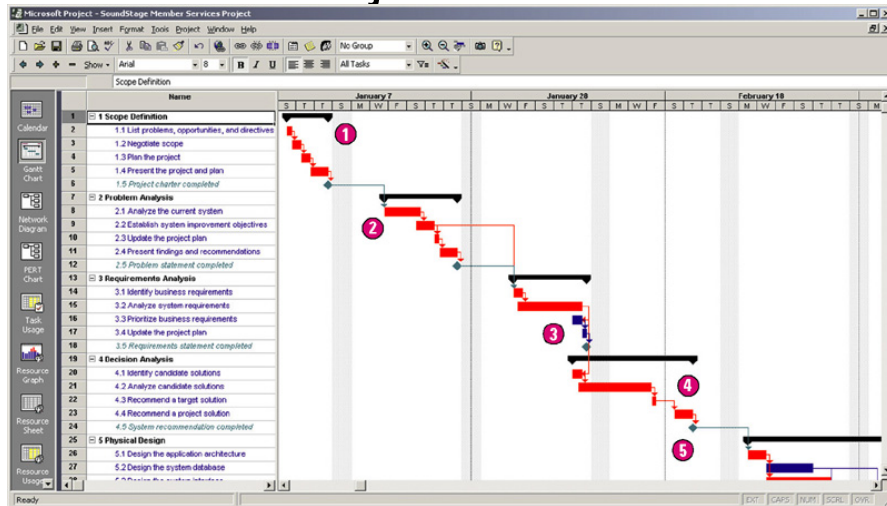 Microsoft Project - SoundStage Member Services Project
File Edit View Insert Format Tools Project Window Help
No Group
Show Arial 8 B I U All Tasks
Scope Definition
Name
January 7 January 28 February 18
S T T S M W F S T T S M W F S T T S M W F S T T S M
1 1 Scope Definition
2 1.1 List problems, opportunities, and directives
3 1.2 Negotiate scope
4 1.3 Plan the project
5 1.4 Present the project and plan
6 1.5 Project charter completed
7 2 Problem Analysis
8 2.1 Analyze the current system
9 2.2 Establish system improvement objectives
10 2.3 Update the project plan
11 2.4 Present findings and recommendations
12 2.5 Problem statement completed
13 3 Requirements Analysis
14 3.1 Identify business requirements
15 3.2 Analyze system requirements
16 3.3 Prioritize business requirements
17 3.4 Update the project plan
18 3.5 Requirements statement completed
19 4 Decision Analysis
20 4.1 Identify candidate solutions
21 4.2 Analyze candidate solutions
22 4.3 Recommend a target solution
23 4.4 Recommend a project solution
24 4.5 System recommendation completed
25 5 Physical Design
26 5.1 Design the application architecture
27 5.2 Design the system database
Calendar
Gantt
Chart
Network
Diagram
PERT
Chart
Task
Usage
Resource
Graph
Resource
Sheet
Resource
Usage
1
2
3
4
5
Ready
EXT CAPS NUM SCRL OVR